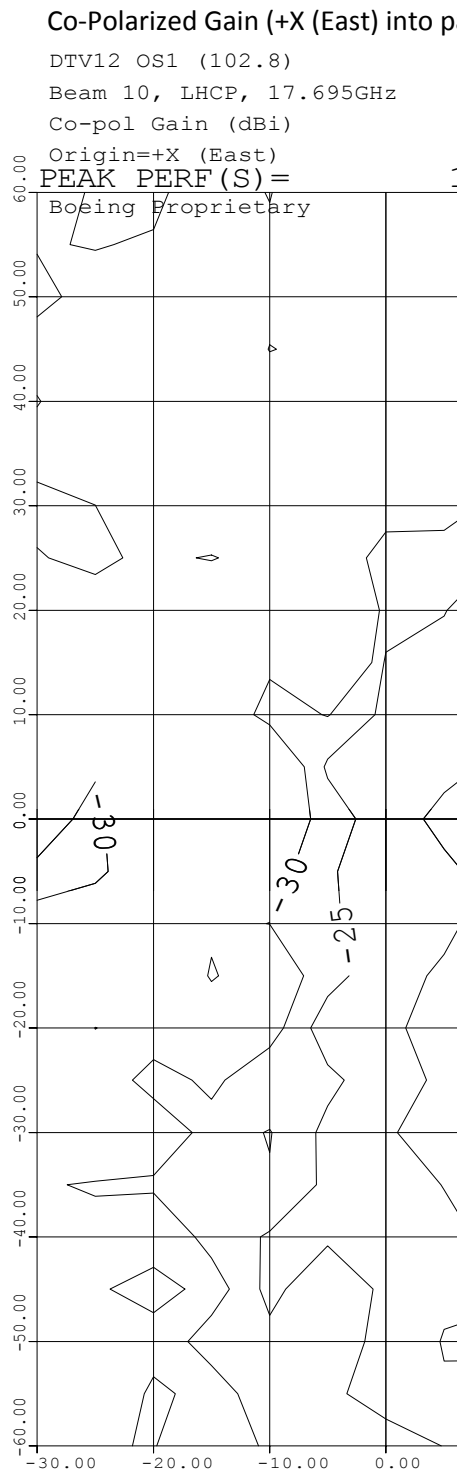 Co-Polarized Gain (+X (East) into p
DTV12 OS1 (102.8)
Beam 10, LHCP, 17.695GHz
Co-pol Gain (dBi)
Origin=+X (East)
PEAK PERF(S)=
Boeing Proprietary
60.00
50.00
40.00
30.00
20.00
10.00
0.00
-10.00
-20.00
-30.00
-40.00
-50.00
-60.00
-30
-30
-25
-30.00 -20.00 -10.00 0.00